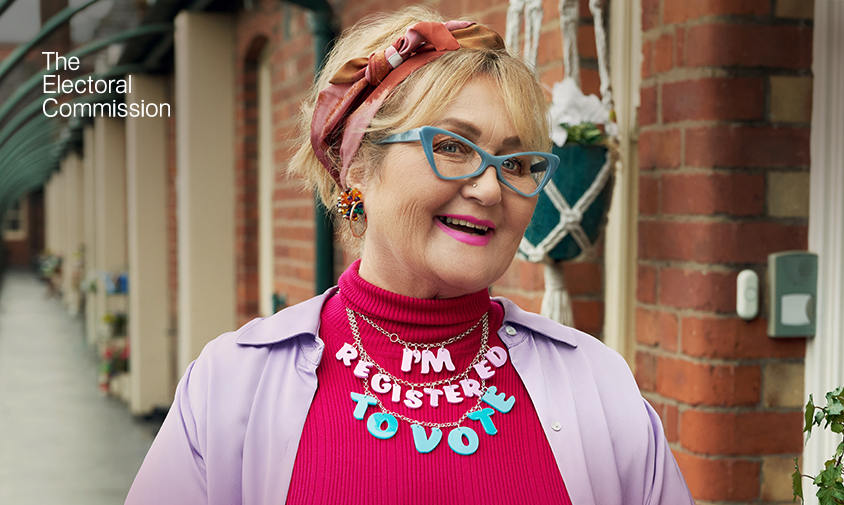 The
Electoral
Commission
I'M
REGISTERED
TO VOTE